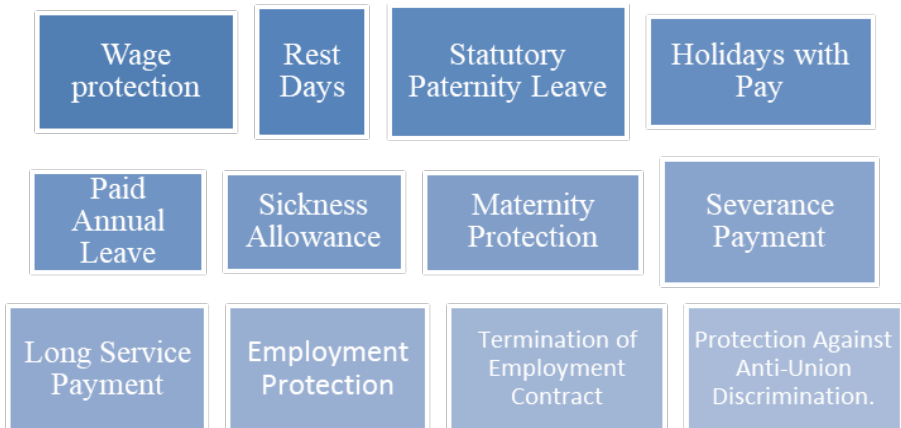 Wage
protection
Rest
Days
Statutory
Paternity Leave
Holidays with
Pay
Paid
Annual
Leave
Sickness
Allowance
Maternity
Protection
Severance
Payment
Long Service
Payment
Employment
Protection
Termination of
Employment
Contract
Protection Against
Anti-Union
Discrimination.